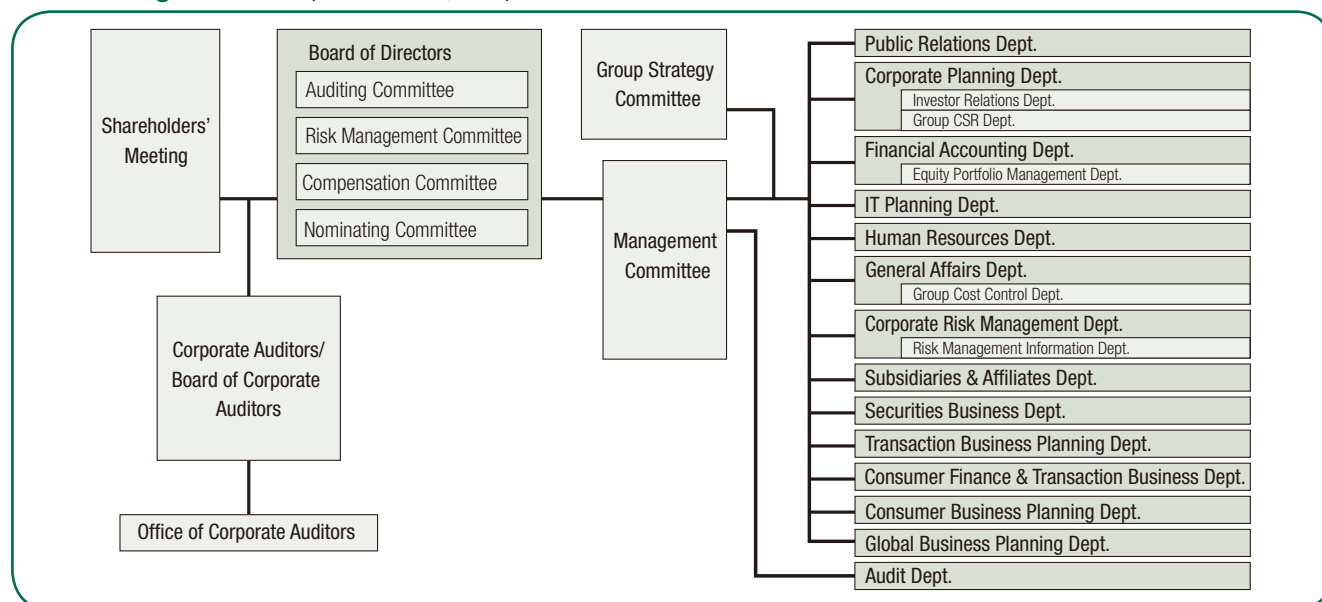 Shareholders'
Meeting
Board of Directors
Auditing Committee
Risk Management Committee
Compensation Committee
Nominating Committee
Corporate Auditors/
Board of Corporate
Auditors
Office of Corporate Auditors
Group Strategy
Committee
Management
Committee
Public Relations Dept.
Corporate Planning Dept.
Investor Relations Dept.
Group CSR Dept.
Financial Accounting Dept.
Equity Portfolio Management Dept.
IT Planning Dept.
Human Resources Dept.
General Affairs Dept.
Group Cost Control Dept.
Corporate Risk Management Dept.
Risk Management Information Dept.
Subsidiaries & Affiliates Dept.
Securities Business Dept.
Transaction Business Planning Dept.
Consumer Finance & Transaction Business Dept.
Consumer Business Planning Dept.
Global Business Planning Dept.
Audit Dept.